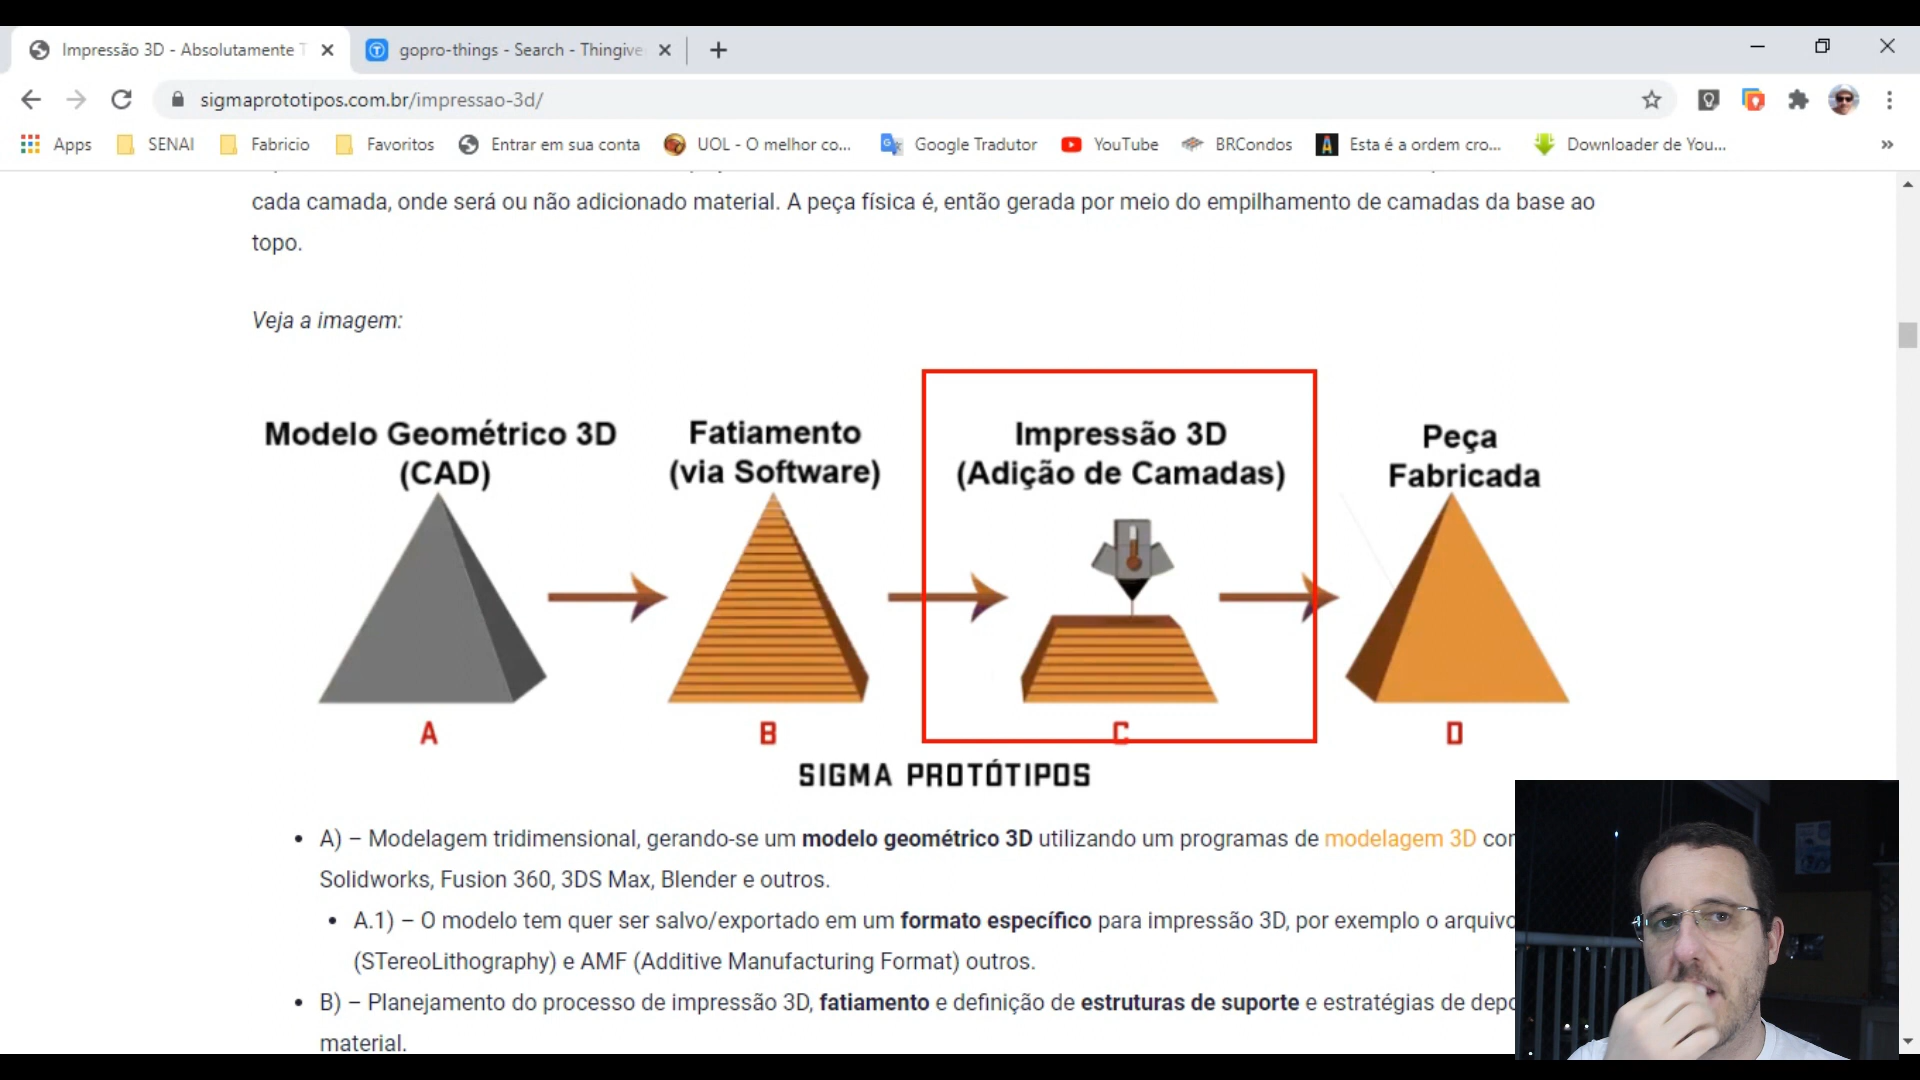 Impressão 3D - Absolutamente T
gopro-things - Search - Thingive
sigmaprototipos.com.br/impressao-3d/
Apps SENAI Fabricio Favoritos Entrar em sua conta UOL - O melhor co... Google Tradutor YouTube BRCondos Esta é a ordem cro... Downloader de You... »
cada camada, onde será ou não adicionado material. A peça física é, então gerada por meio do empilhamento de camadas da base ao
topo.
Veja a imagem:
Modelo Geométrico 3D
(CAD)
Fatiamento
(via Software)
Impressão 3D
(Adição de Camadas)
Peça
Fabricada
A B C D
SIGMA PROTÓTIPOS
• A) – Modelagem tridimensional, gerando-se um modelo geométrico 3D utilizando um programas de modelagem 3D
Solidworks, Fusion 360, 3DS Max, Blender e outros.
• A.1) – O modelo tem quer ser salvo/exportado em um formato específico para impressão 3D, por exemplo o arquivo
(STereoLithography) e AMF (Additive Manufacturing Format) outros.
• B) – Planejamento do processo de impressão 3D, fatiamento e definição de estruturas de suporte e estratégias de
material.